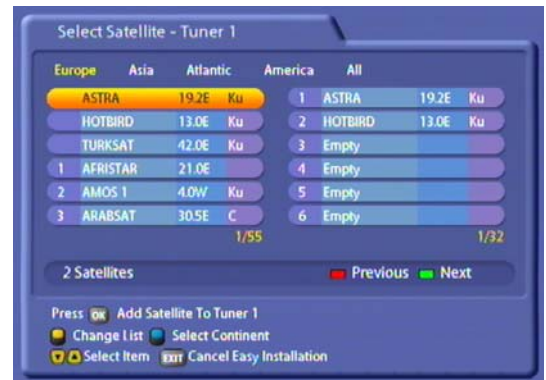 Select Satellite - Tuner 1
Europe Asia Atlantic America All
ASTRA 19.2E Ku 1 ASTRA 19.2E Ku
HOTBIRD 13.0E Ku 2 HOTBIRD 13.0E Ku
TURKSAT 42.0E Ku 3 Empty
1 AFRISTAR 21.0E 4 Empty
2 AMOS 1 4.0W Ku 5 Empty
3 ARABSAT 30.5E C 6 Empty
1/55 1/32
2 Satellites Previous Next
Press OK Add Satellite To Tuner 1
Change List Select Continent
Select Item EXIT Cancel Easy Installation